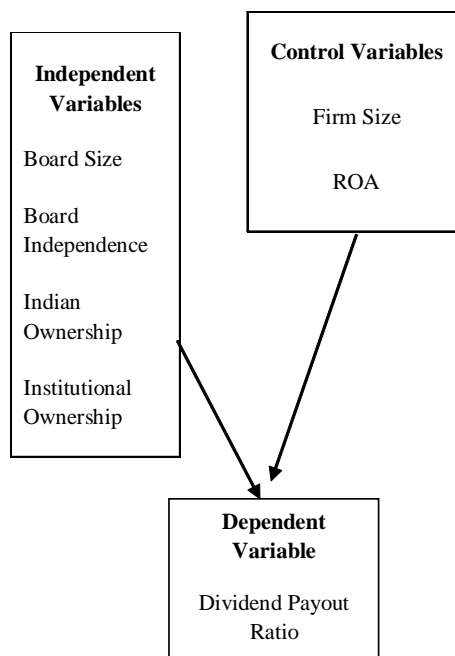 Independent
Variables
Board Size
Board
Independence
Indian
Ownership
Institutional
Ownership
Control Variables
Firm Size
ROA
Dependent
Variable
Dividend Payout
Ratio